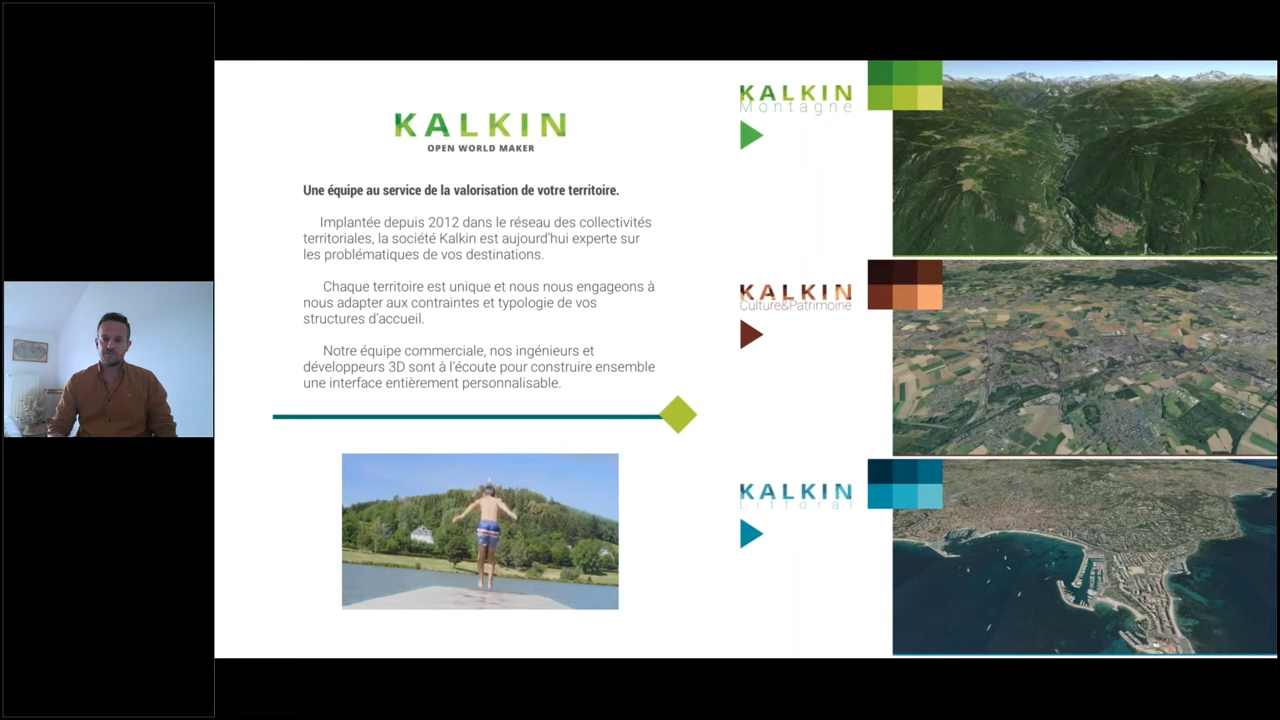 KALKIN
OPEN WORLD MAKER
Une équipe au service de la valorisation de votre territoire.
Implantée depuis 2012 dans le réseau des collectivités
territoriales, la société Kalkin est aujourd'hui experte sur
les problématiques de vos destinations.
Chaque territoire est unique et nous nous engageons à
nous adapter aux contraintes et typologie de vos
structures d'accueil.
Notre équipe commerciale, nos ingénieurs et
développeurs 3D sont à l'écoute pour construire ensemble
une interface entièrement personnalisable.
KALKIN
Montagne
KALKIN
Culture&Patrimoine
KALKIN
Littoral